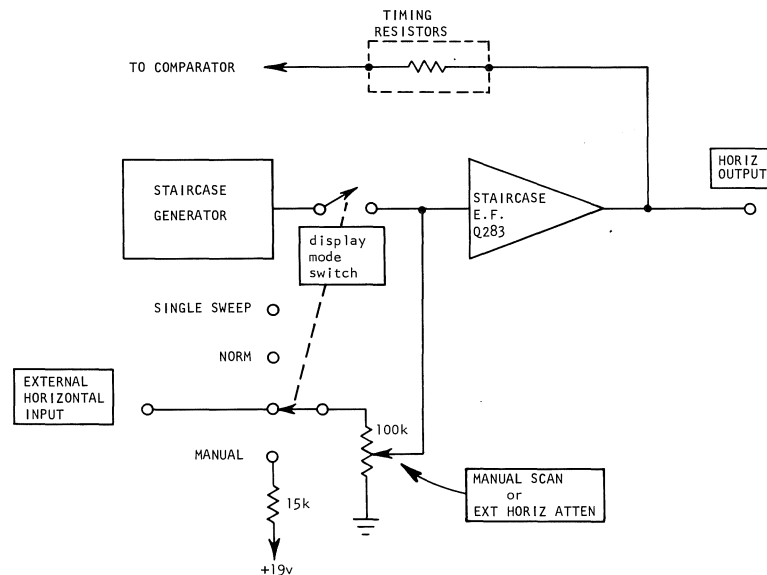 TIMING
RESISTORS
TO COMPARATOR
HORIZ
OUTPUT
STAIRCASE
GENERATOR
STAIRCASE
E.F.
Q283
display
mode
switch
SINGLE SWEEP
NORM
EXTERNAL
HORIZONTAL
INPUT
100k
MANUAL
MANUAL SCAN
or
EXT HORIZ ATTEN
15k
+19v